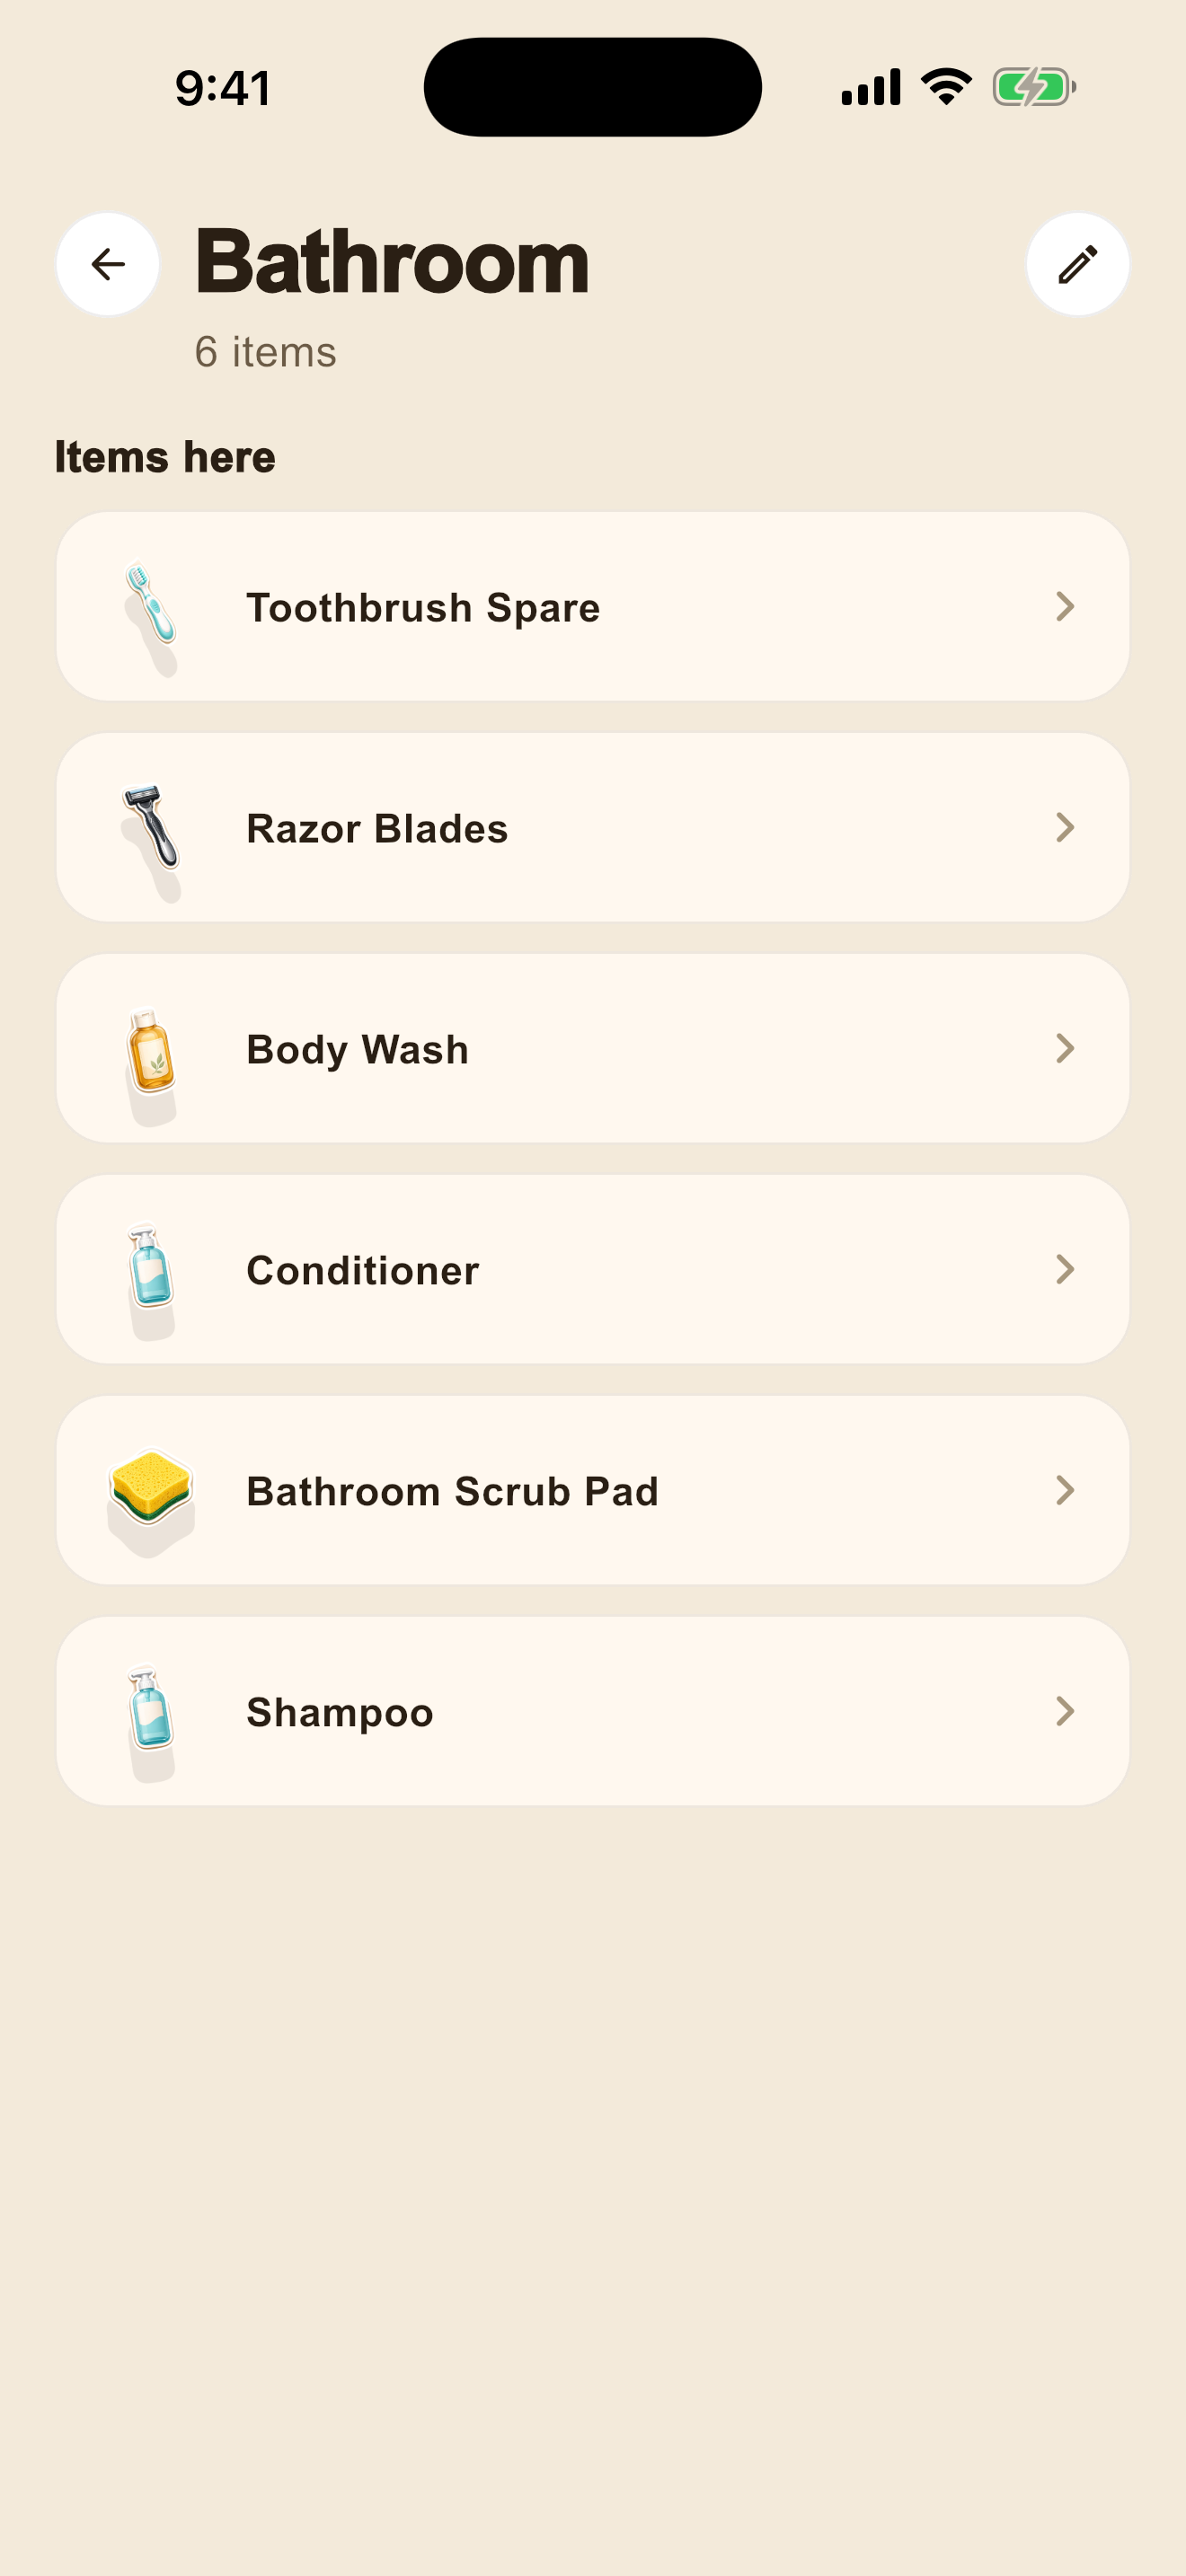 9:41
Bathroom
6 items
Items here
Toothbrush Spare
Razor Blades
Body Wash
Conditioner
Bathroom Scrub Pad
Shampoo